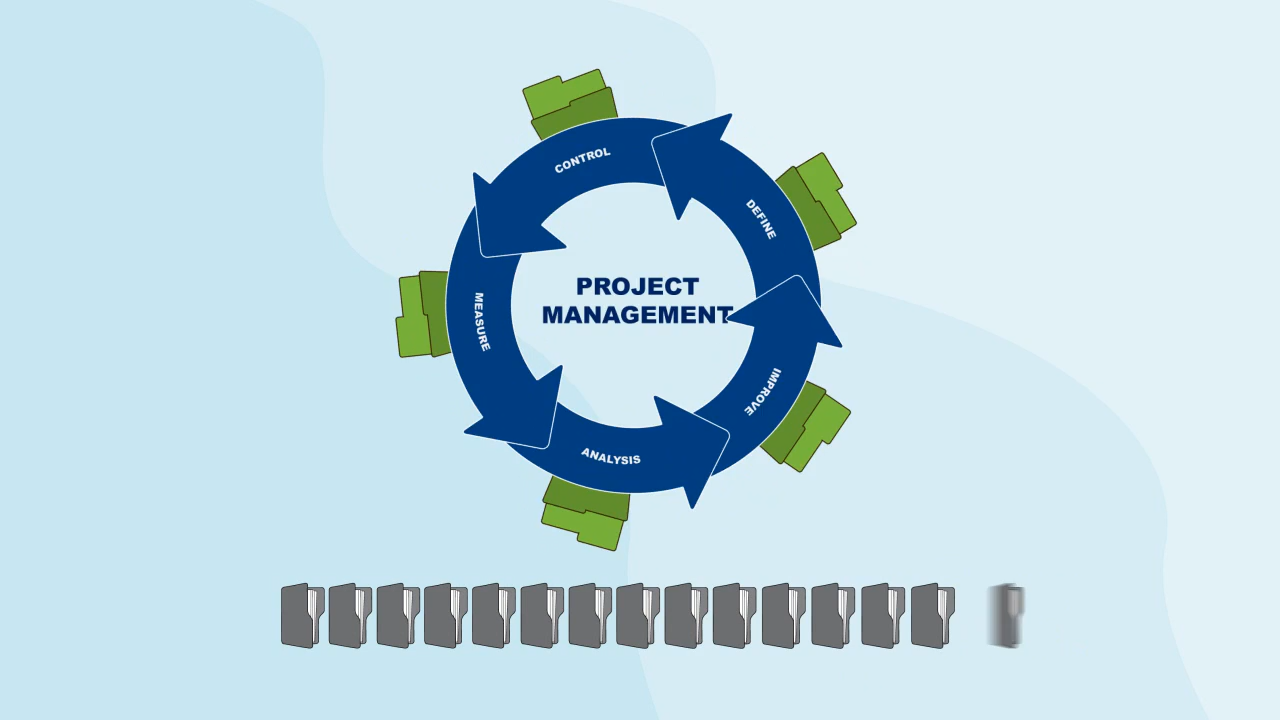 CONTROL
DEFINE
PROJECT
MANAGEMENT
MEASURE
IMPROVE
ANALYSIS